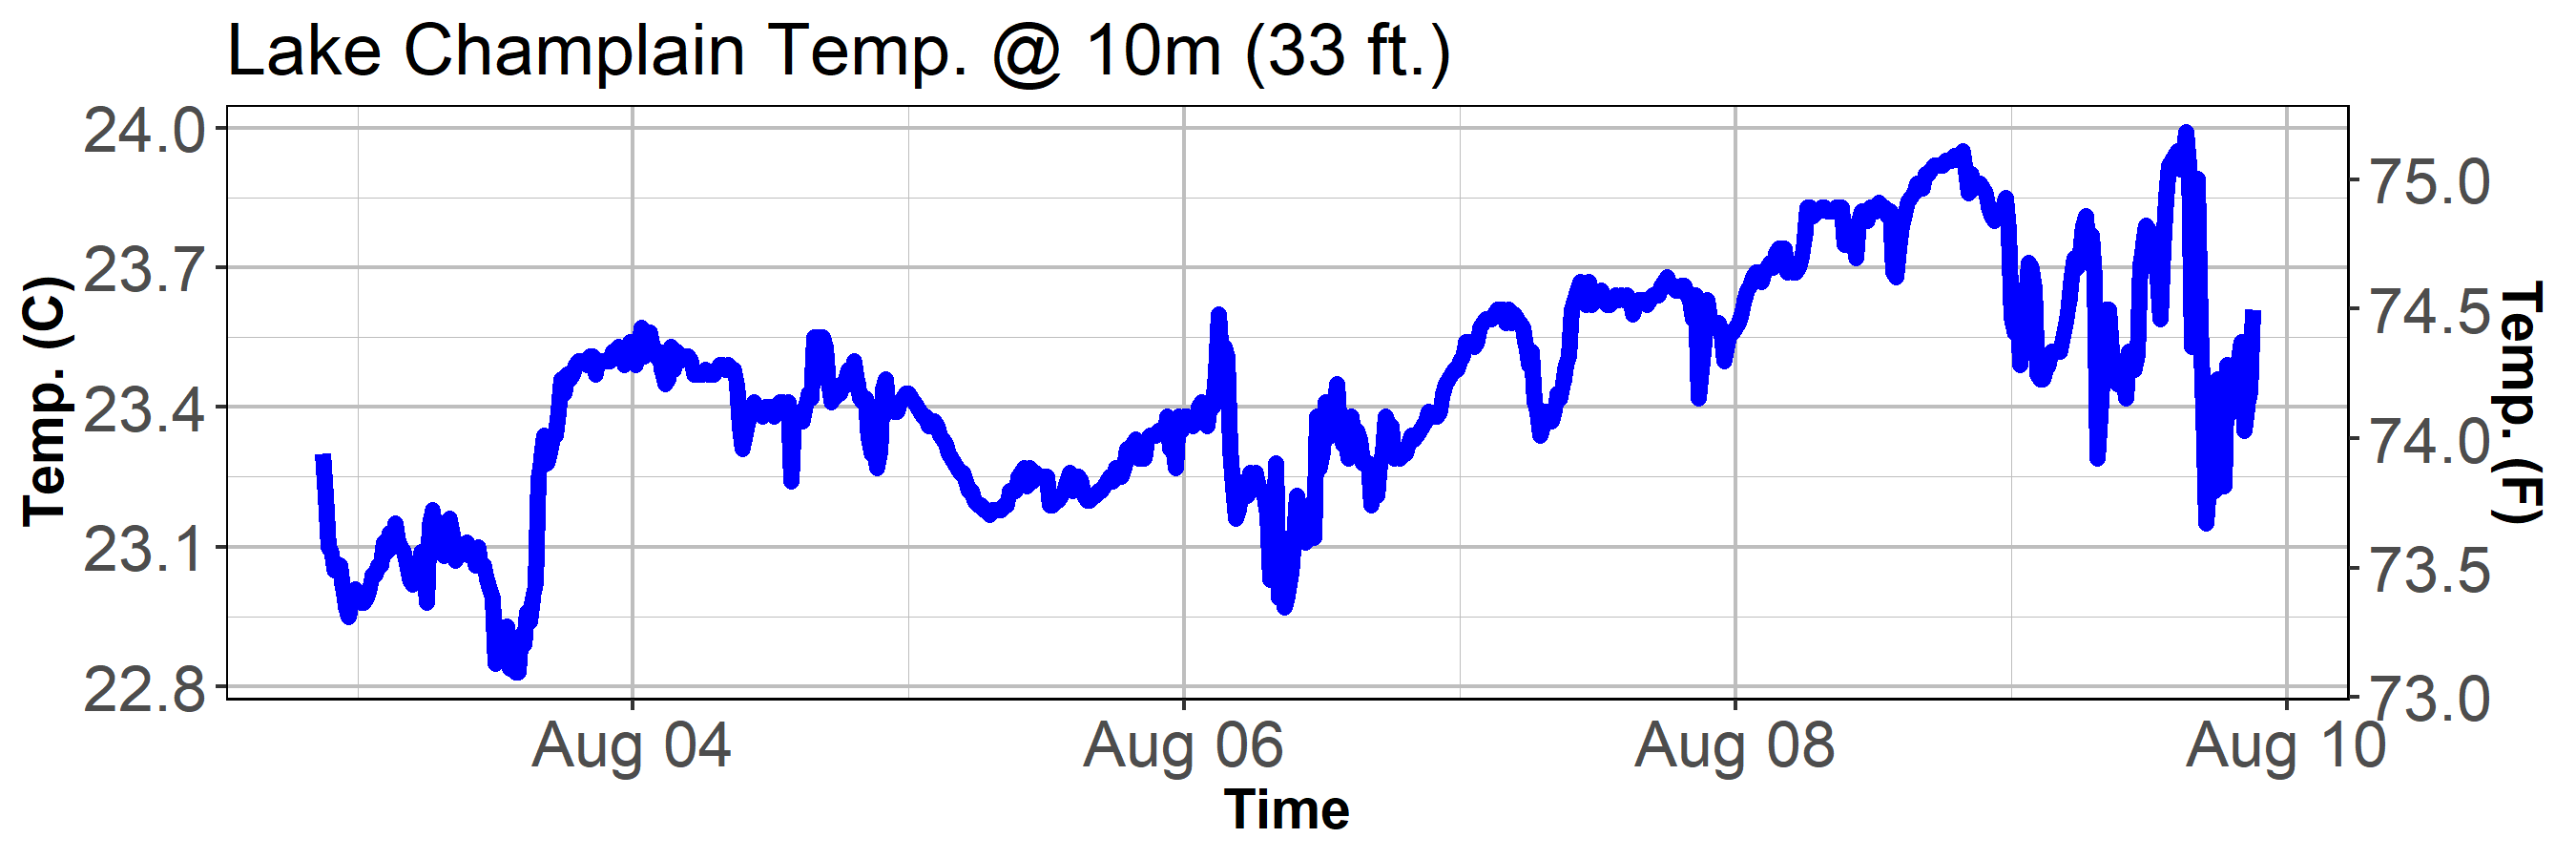 Lake Champlain Temp. @ 10m (33 ft.)
24.0
23.7
23.4
23.1
22.8
Temp. (C)
75.0
74.5
74.0
73.5
73.0
Temp. (F)
Aug 04
Aug 06
Aug 08
Aug 10
Time